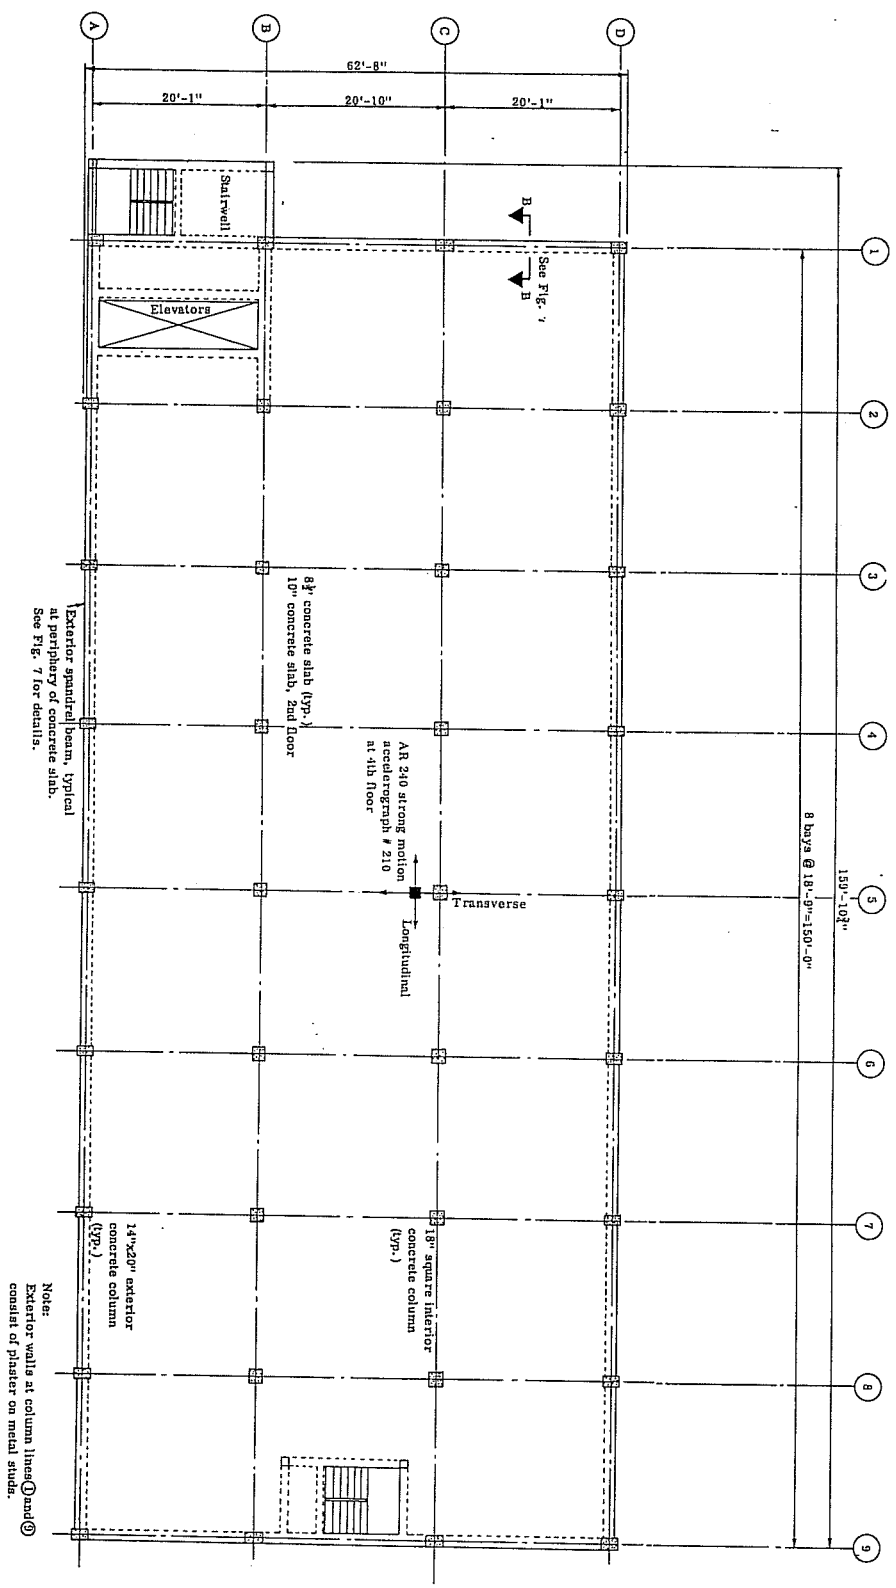 A
B
C
D
62'-8"
20'-1"
20'-10"
20'-1"
Stairwell
B
B
See Fig.
1
Elevators
2
3
8½" concrete slab (typ.)
10" concrete slab, 2nd floor
Exterior spandrel beam, typical
at periphery of concrete slab.
See Fig. 7 for details.
4
AR 240 strong motion
accelerograph # 210
at 4th floor
Transverse
Longitudinal
5
8 bays @ 18'-9"=150'-0"
159'-10¾"
6
7
18" square interior
concrete column
(typ.)
14"x20" exterior
concrete column
(typ.)
8
9
Note:
Exterior walls at column lines 1 and 9
consist of plaster on metal studs.